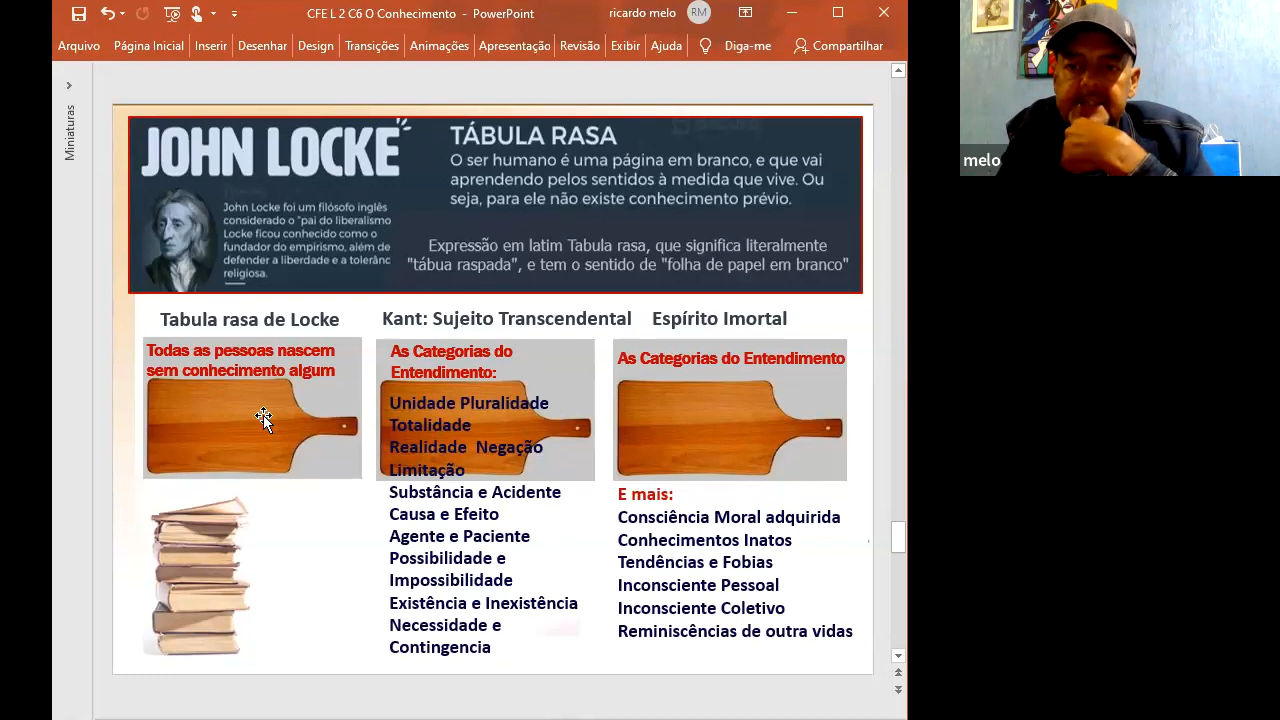 CFE L 2 C6 O Conhecimento - PowerPoint
ricardo melo
RM
Arquivo Página Inicial Inserir Desenhar Design Transições Animações Apresentação Revisão Exibir Ajuda Diga-me Compartilhar
Miniaturas
melo
JOHN LOCKE
John Locke foi um filósofo inglês
considerado o "pai do liberalismo
Locke ficou conhecido como o
fundador do empirismo, além de
defender a liberdade e a toleranc
religiosa.
TÁBULA RASA
O ser humano é uma página em branco, e que vai
aprendendo pelos sentidos à medida que vive. Ou
seja, para ele não existe conhecimento prévio.
Expressão em latim Tabula rasa, que significa literalmente
"tábua raspada", e tem o sentido de "folha de papel em branco"
Tabula rasa de Locke
Todas as pessoas nascem
sem conhecimento algum
Kant: Sujeito Transcendental
As Categorias do
Entendimento:
Unidade Pluralidade
Totalidade
Realidade Negação
Limitação
Substância e Acidente
Causa e Efeito
Agente e Paciente
Possibilidade e
Impossibilidade
Existência e Inexistência
Necessidade e
Contingencia
Espírito Imortal
As Categorias do Entendimento
E mais:
Consciência Moral adquirida
Conhecimentos Inatos
Tendências e Fobias
Inconsciente Pessoal
Inconsciente Coletivo
Reminiscências de outra vidas